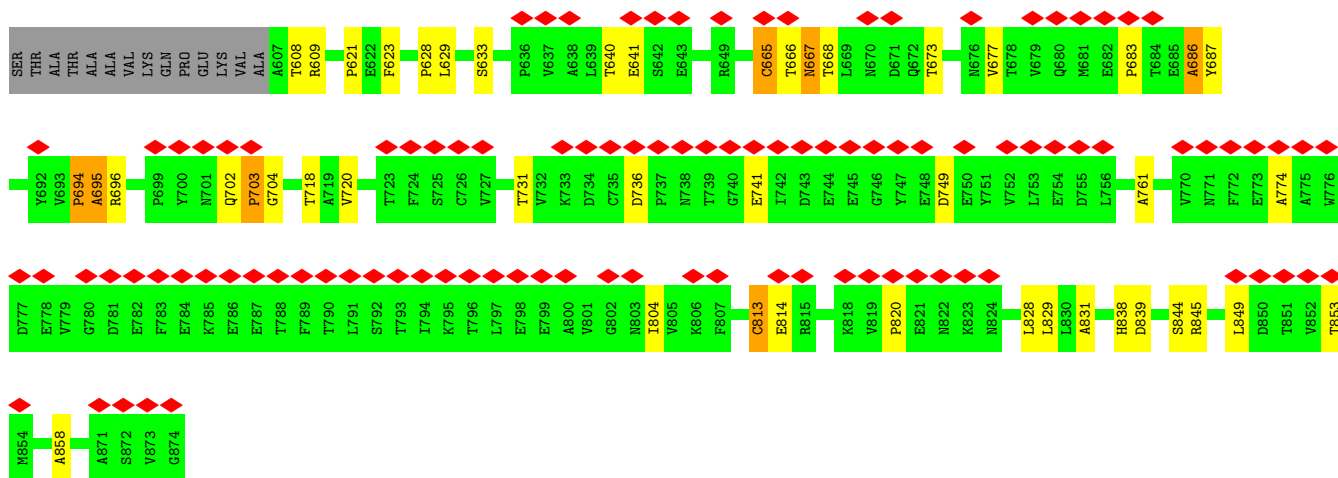 SER THR ALA THR ALA ALA VAL LYS GLN PRO GLU LYS VAL ALA A607 T608 R609 P621 E622 F623 P628 L629 S633 P636 V637 A638 L639 T640 E641 S642 E643 R649 C665 T666 N667 T668 L669 N670 D671 Q672 T673 N676 V677 T678 V679 Q680 M681 E682 P683 T684 E685 A686 Y687
Y692 V693 P694 A695 R696 P699 Y700 N701 Q702 P703 G704 T718 A719 V720 T723 F724 S725 C726 V727 T731 V732 K733 D734 C735 D736 P737 N738 T739 G740 E741 I742 D743 E744 E745 G746 Y747 E748 D749 E750 Y751 V752 L753 E754 D755 L756 A761 V770 N771 F772 E773 A774 A775 W776
D777 E778 V779 G780 D781 E782 F783 E784 K785 E786 E787 T788 F789 T790 L791 S792 T793 I794 K795 T796 L797 E798 E799 A800 V801 G802 N803 I804 V805 K806 F807 C813 E814 R815 K818 V819 P820 E821 N822 K823 N824 L828 L829 L830 A831 H838 D839 S844 R845 L849 D850 T851 V852 T853
M854 A858 A871 S872 V873 G874